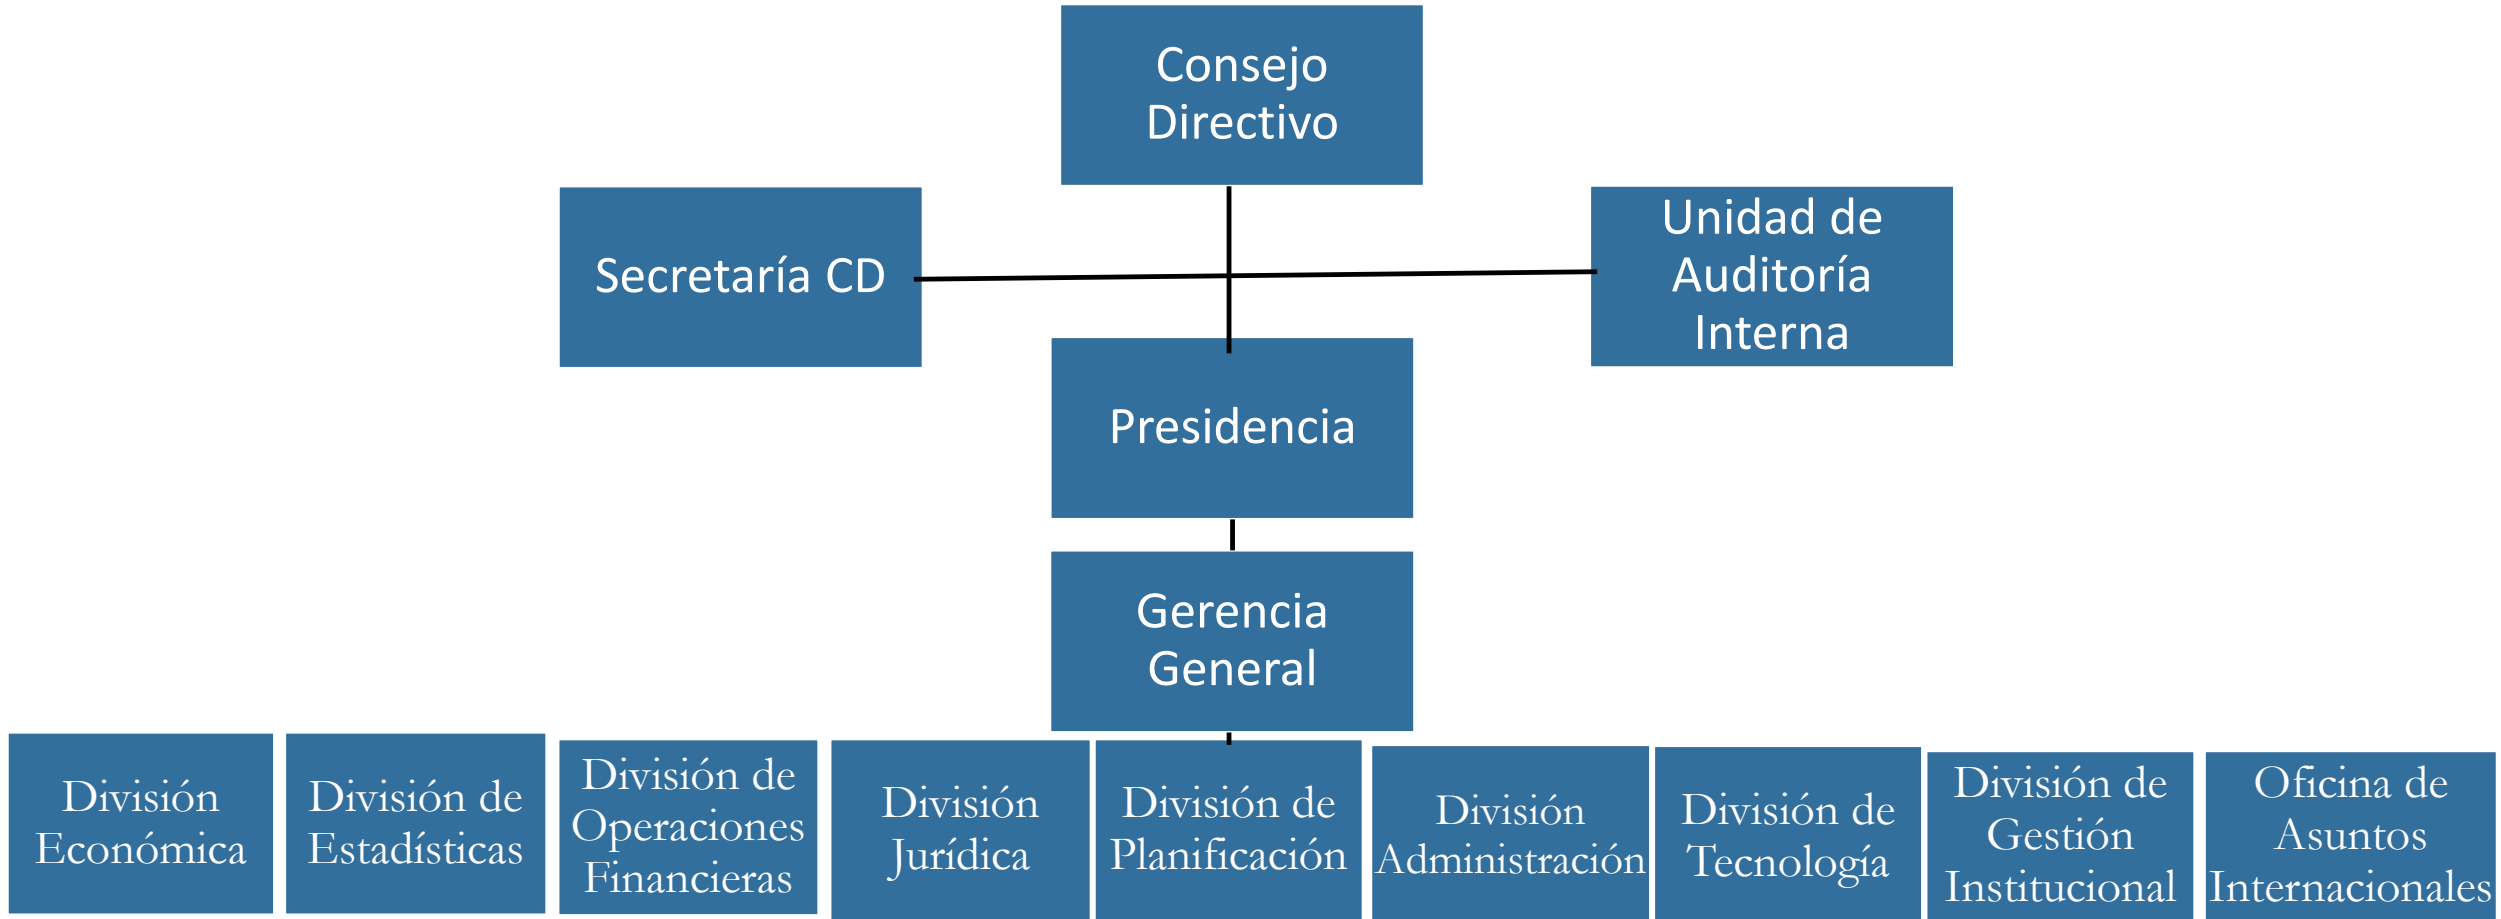 Consejo
Directivo
Secretaría CD
Unidad de
Auditoría
Interna
Presidencia
Gerencia
General
División
Económica
División de
Estadísticas
División de
Operaciones
Financieras
División
Jurídica
División de
Planificación
División
Administración
División de
Tecnología
División de
Gestión
Institucional
Oficina de
Asuntos
Internacionales